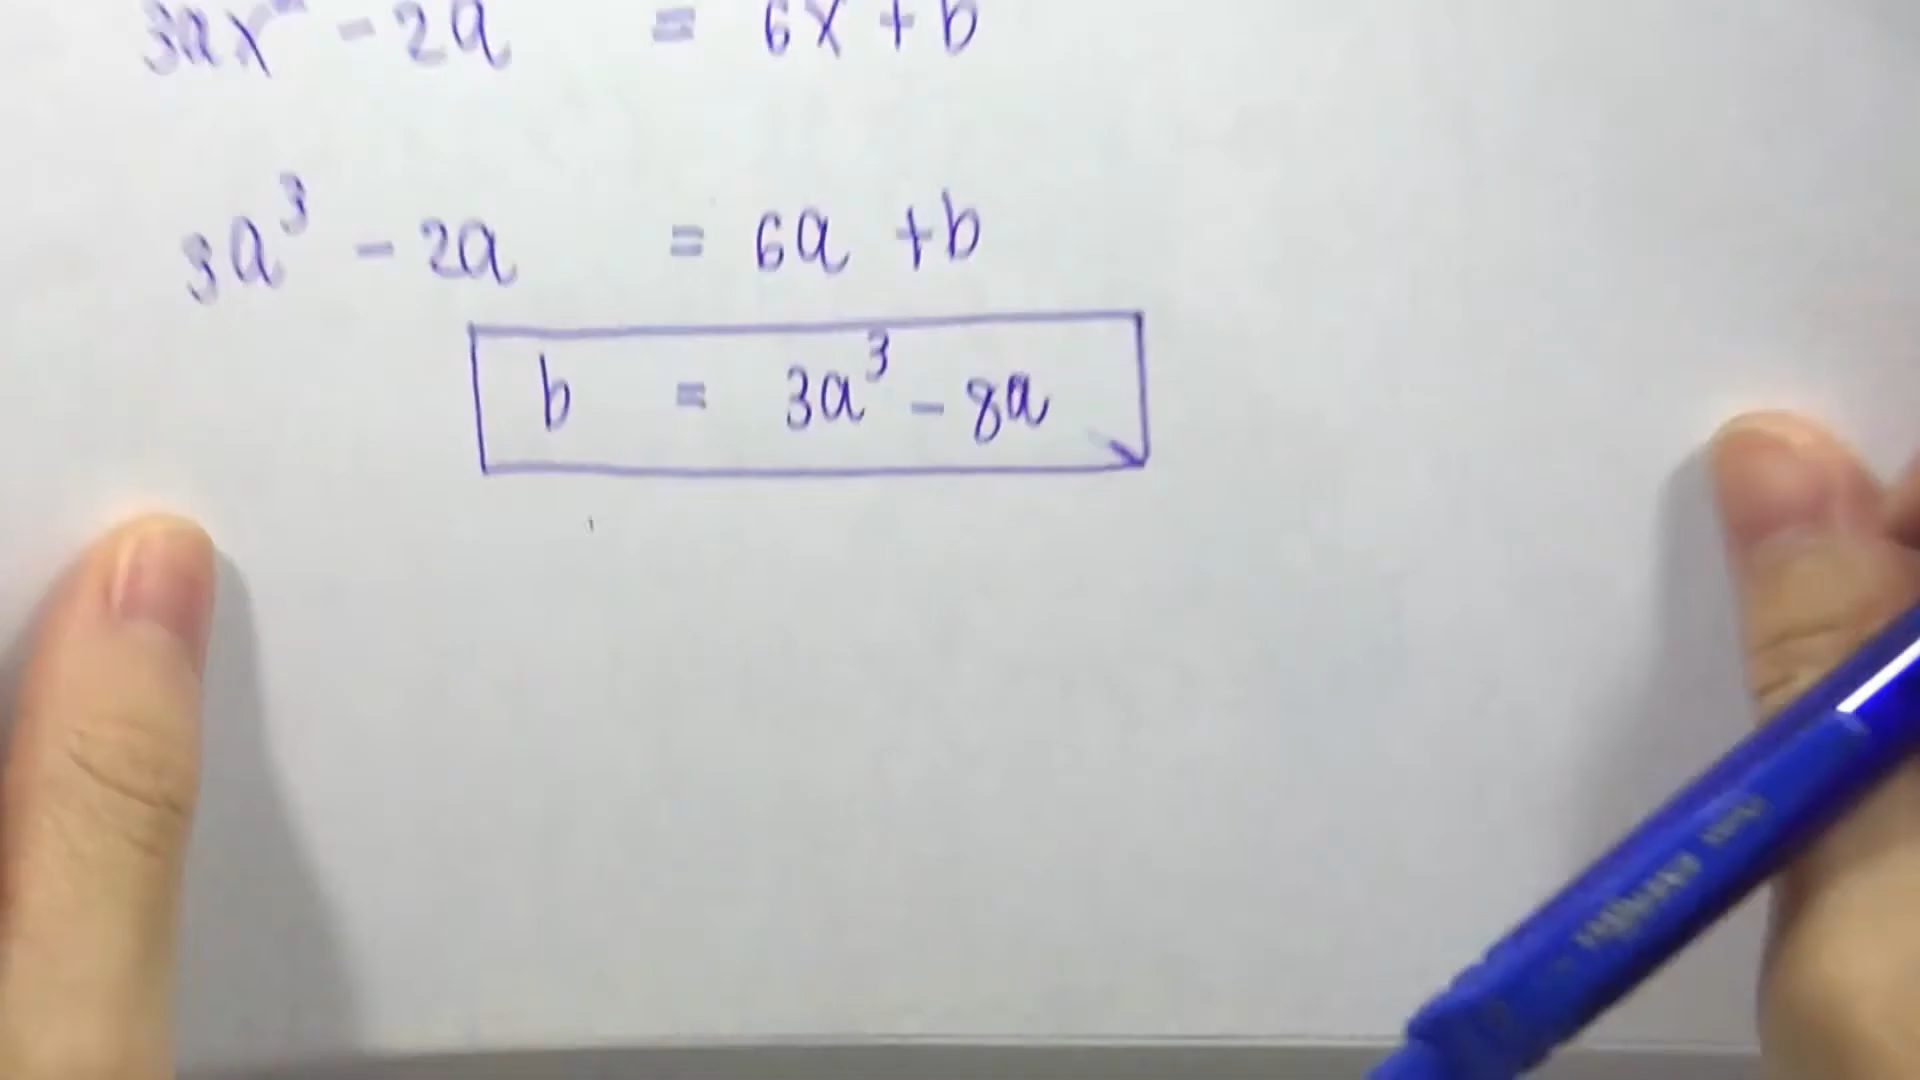 3ax² - 2a = 6x + b
3a³ - 2a = 6a + b
b = 3a³ - 8a